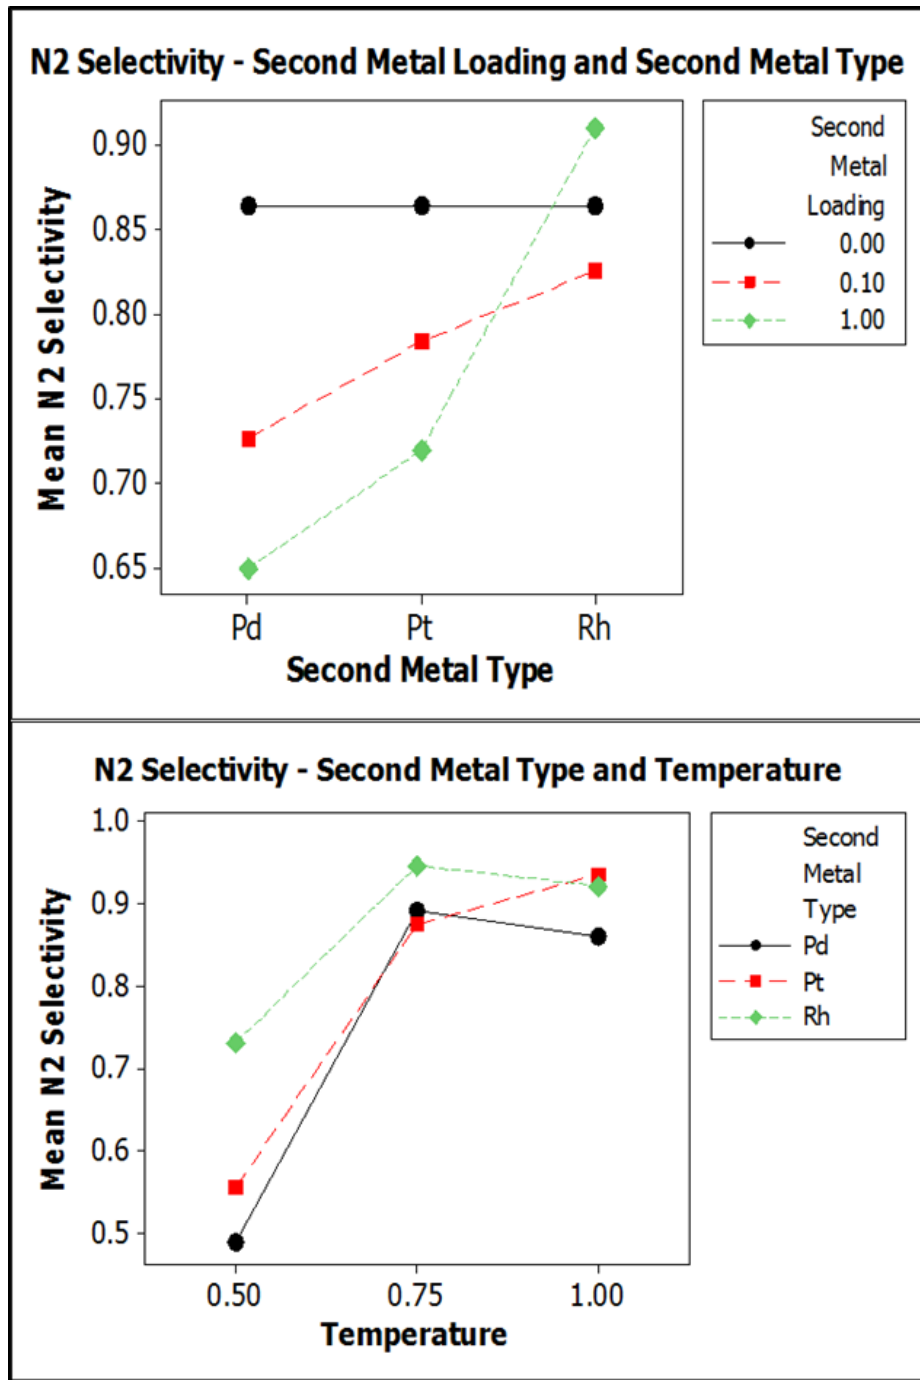 N2 Selectivity - Second Metal Loading and Second Metal Type
Mean N2 Selectivity
0.90
0.85
0.80
0.75
0.70
0.65
Pd Pt Rh
Second Metal Type
Second
Metal
Loading
0.00
0.10
1.00
N2 Selectivity - Second Metal Type and Temperature
Mean N2 Selectivity
1.0
0.9
0.8
0.7
0.6
0.5
0.50 0.75 1.00
Temperature
Second
Metal
Type
Pd
Pt
Rh